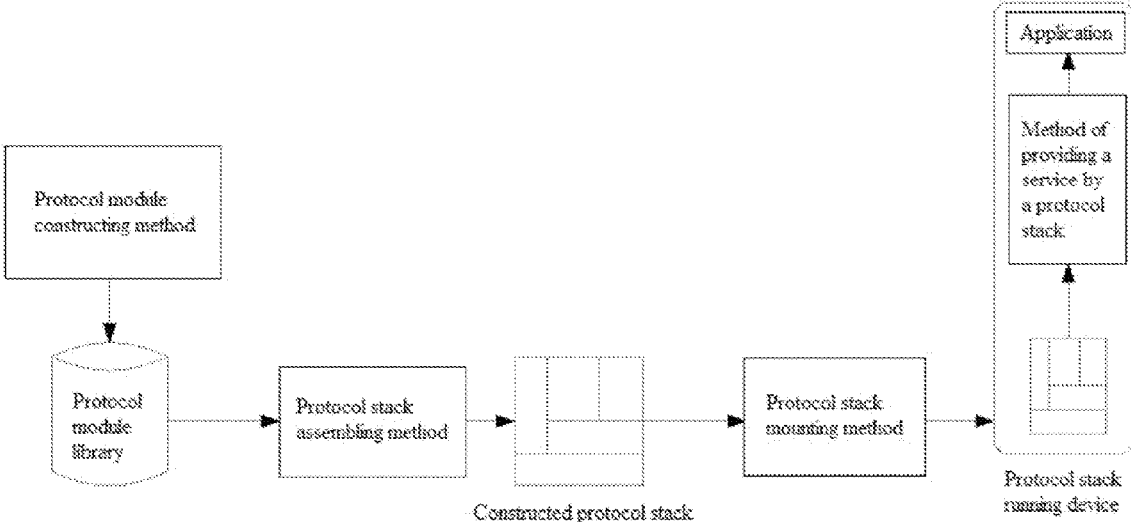 Application
Method of
providing a
service by
a protocol
stack
Protocol module
constructing method
Protocol
module
library
Protocol stack
assembling method
Constructed protocol stack
Protocol stack
mounting method
Protocol stack
running device